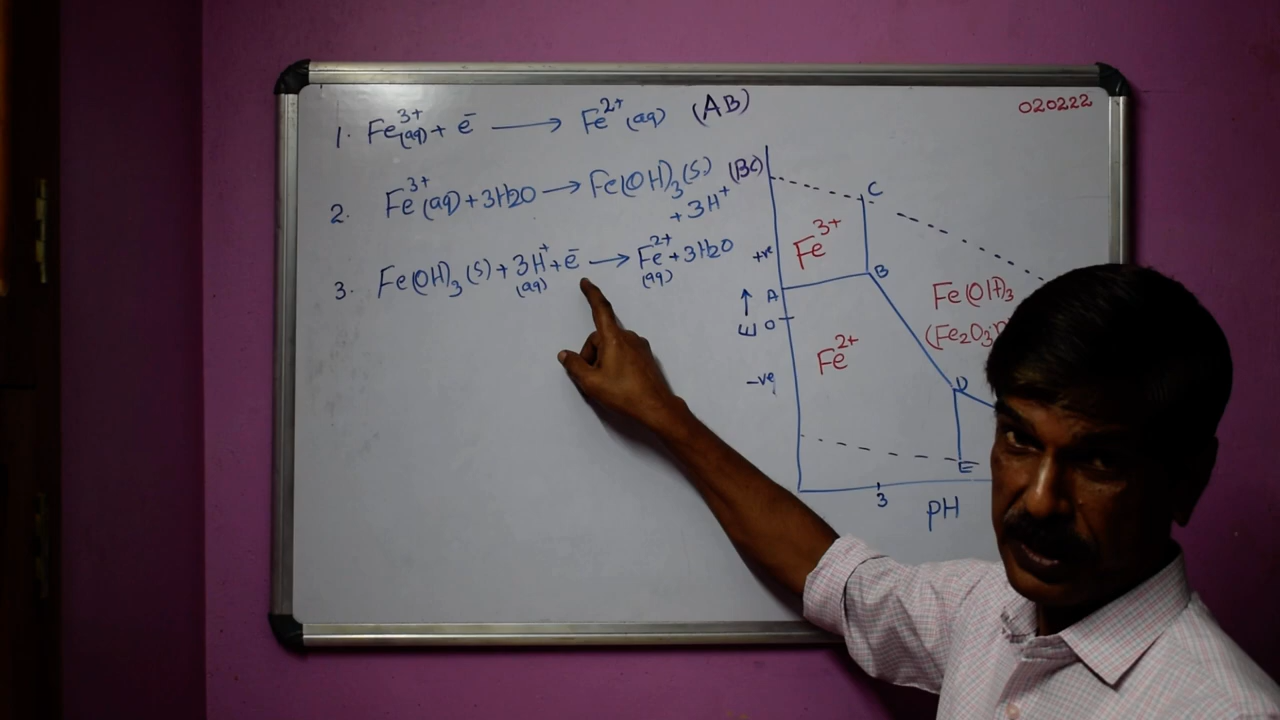 020222
1. Fe³⁺(aq) + e⁻ ⟶ Fe²⁺(aq) (AB)
2. Fe³⁺(aq) + 3H2O ⟶ Fe(OH)₃(S) (BC)
+ 3H⁺
3. Fe(OH)₃(S) + 3H⁺ + e⁻ ⟶ Fe²⁺ + 3H2O
(aq) (aq)
C
Fe³⁺
+ve
B
A
Fe(OH)₃
E → O
(Fe₂O₃.
Fe²⁺
-ve
D
E
3
PH